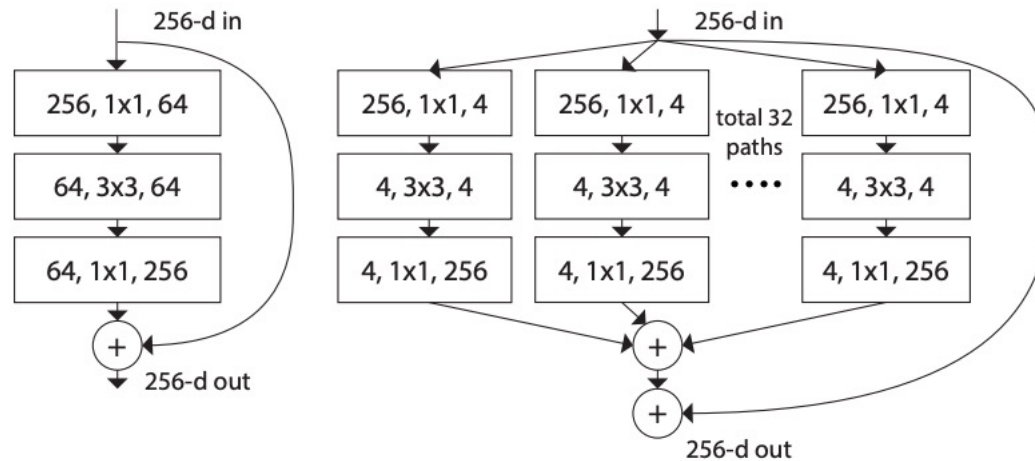 256-d in
256, 1x1, 64
64, 3x3, 64
64, 1x1, 256
+
256-d out
256-d in
256, 1x1, 4
256, 1x1, 4
total 32
paths
256, 1x1, 4
4, 3x3, 4
4, 3x3, 4
....
4, 3x3, 4
4, 1x1, 256
4, 1x1, 256
4, 1x1, 256
+
+
256-d out